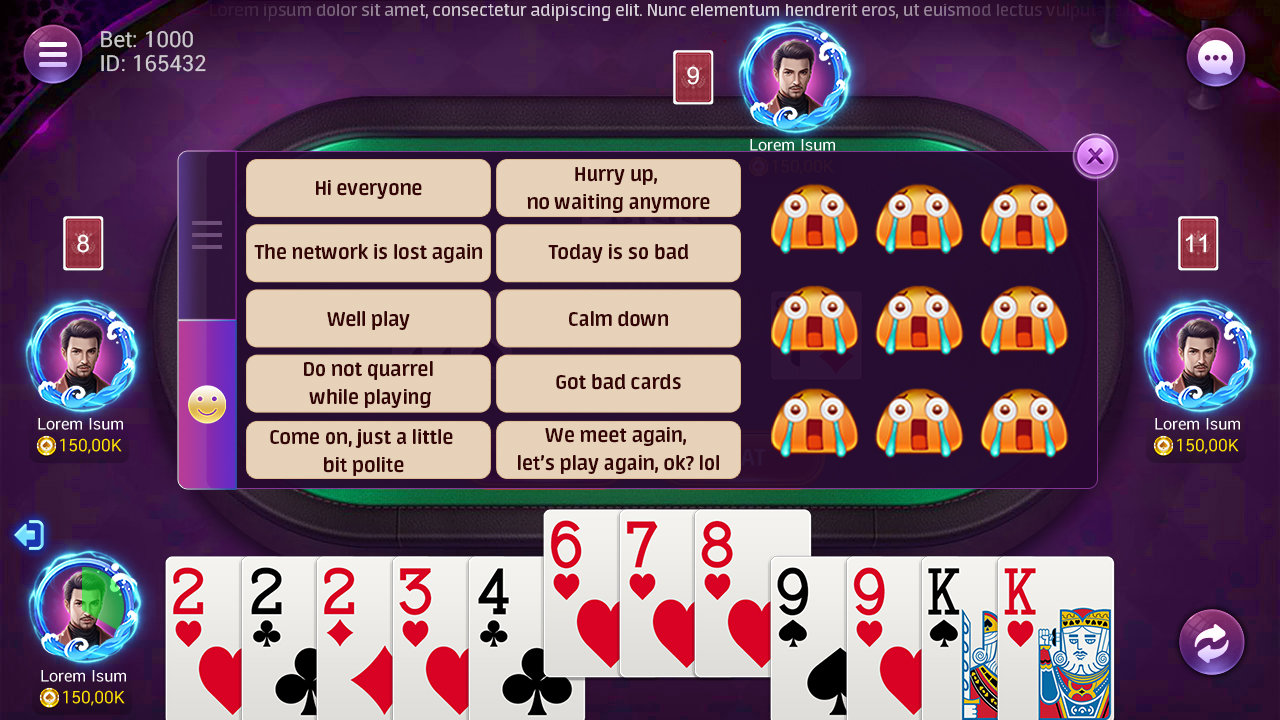 Lorem ipsum dolor sit amet, consectetur adipiscing elit. Nunc elementum hendrerit eros, ut euismod lectus vulput
Bet: 1000
ID: 165432
9
Lorem Isum
150,00K
Hi everyone
Hurry up,
no waiting anymore
The network is lost again
Today is so bad
Well play
Calm down
Do not quarrel
while playing
Got bad cards
Come on, just a little
bit polite
We meet again,
let's play again, ok? lol
8
Lorem Isum
150,00K
11
Lorem Isum
150,00K
Lorem Isum
150,00K
2
2
2
3
4
6
7
8
9
9
K
K